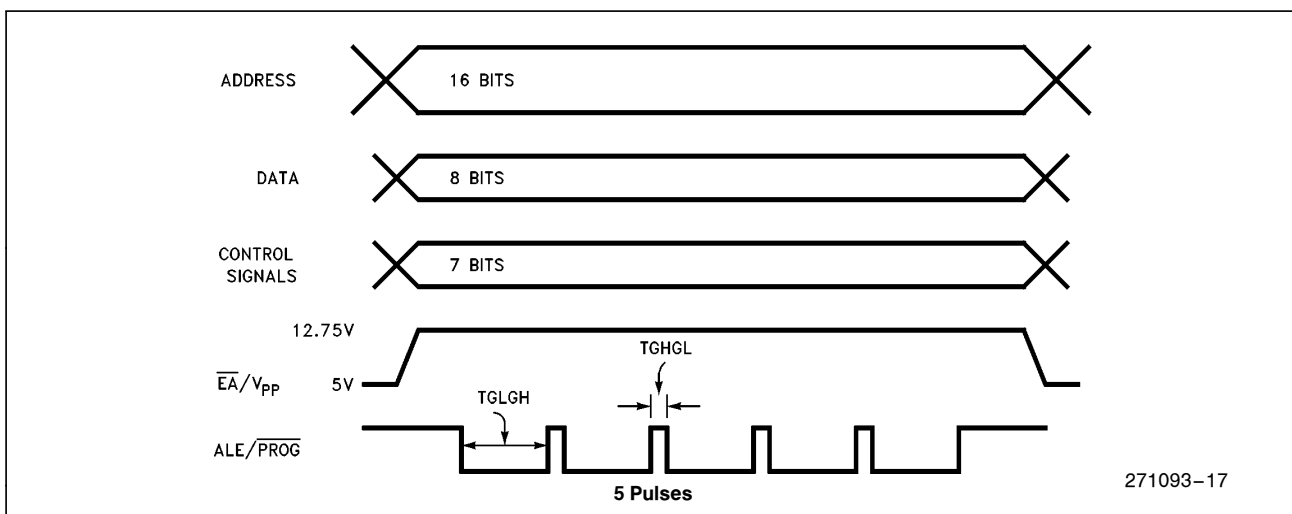 ADDRESS
16 BITS
DATA
8 BITS
CONTROL
SIGNALS
7 BITS
12.75V
TGHGL
EA/VPP
5V
TGLGH
ALE/PROG
5 Pulses
271093-17